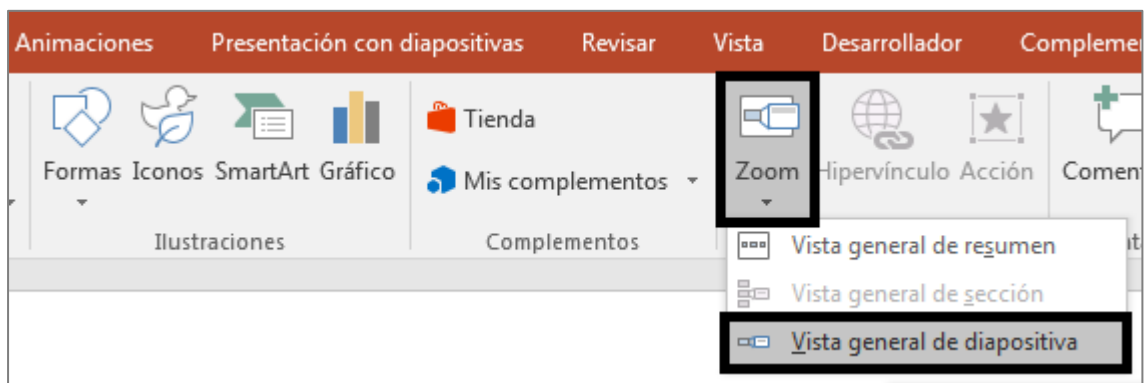 Animaciones Presentación con diapositivas Revisar Vista Desarrollador Compleme
Tienda
Formas Iconos SmartArt Gráfico Mis complementos Zoom Hipervínculo Acción Comen
Ilustraciones Complementos
Vista general de resumen
Vista general de sección
Vista general de diapositiva